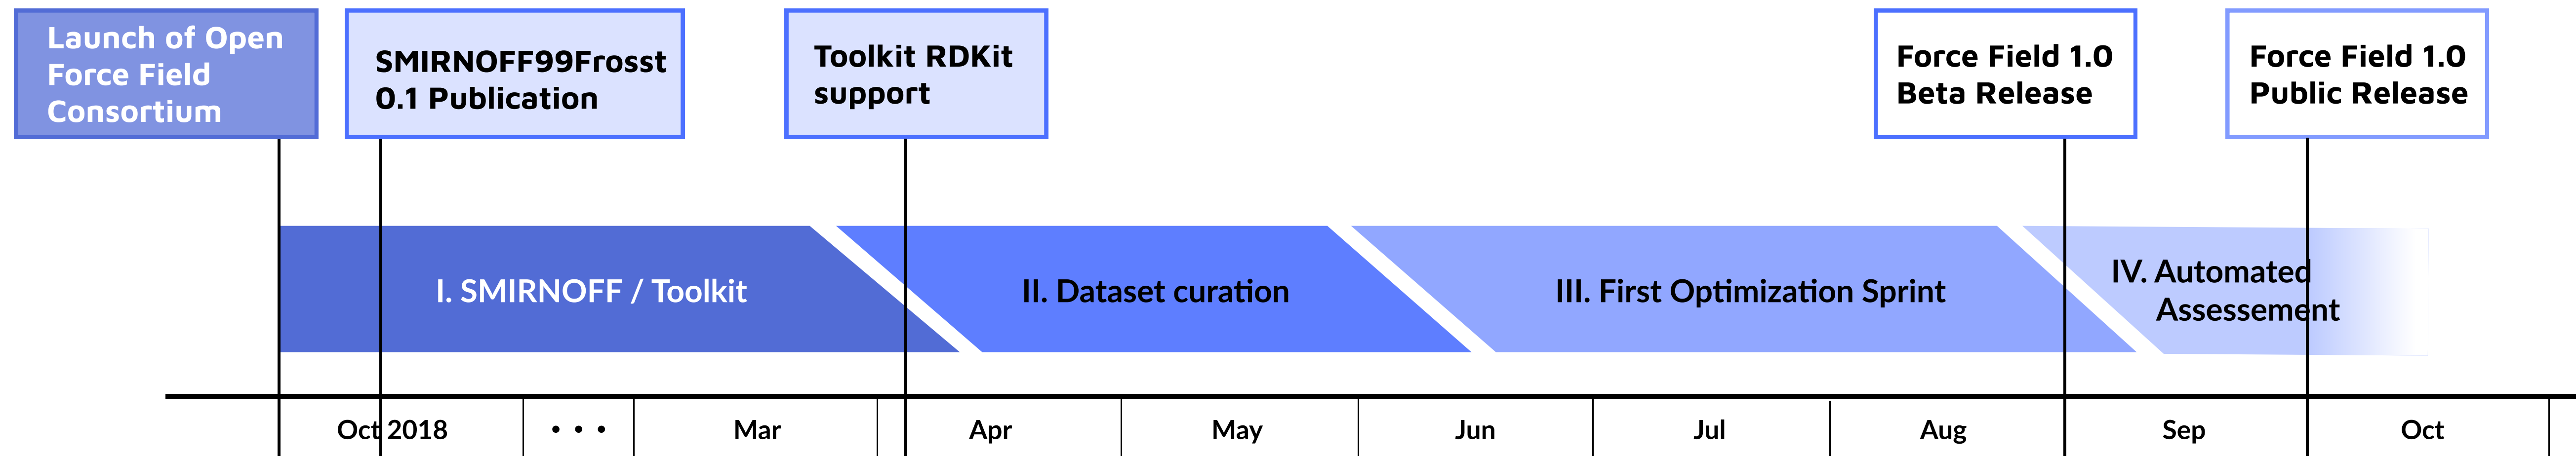 Launch of Open
Force Field
Consortium
SMIRNOFF99Frosst
0.1 Publication
Toolkit RDKit
support
Force Field 1.0
Beta Release
Force Field 1.0
Public Release
I. SMIRNOFF / Toolkit
II. Dataset curation
III. First Optimization Sprint
IV. Automated
Assessement
Oct 2018
• • •
Mar
Apr
May
Jun
Jul
Aug
Sep
Oct